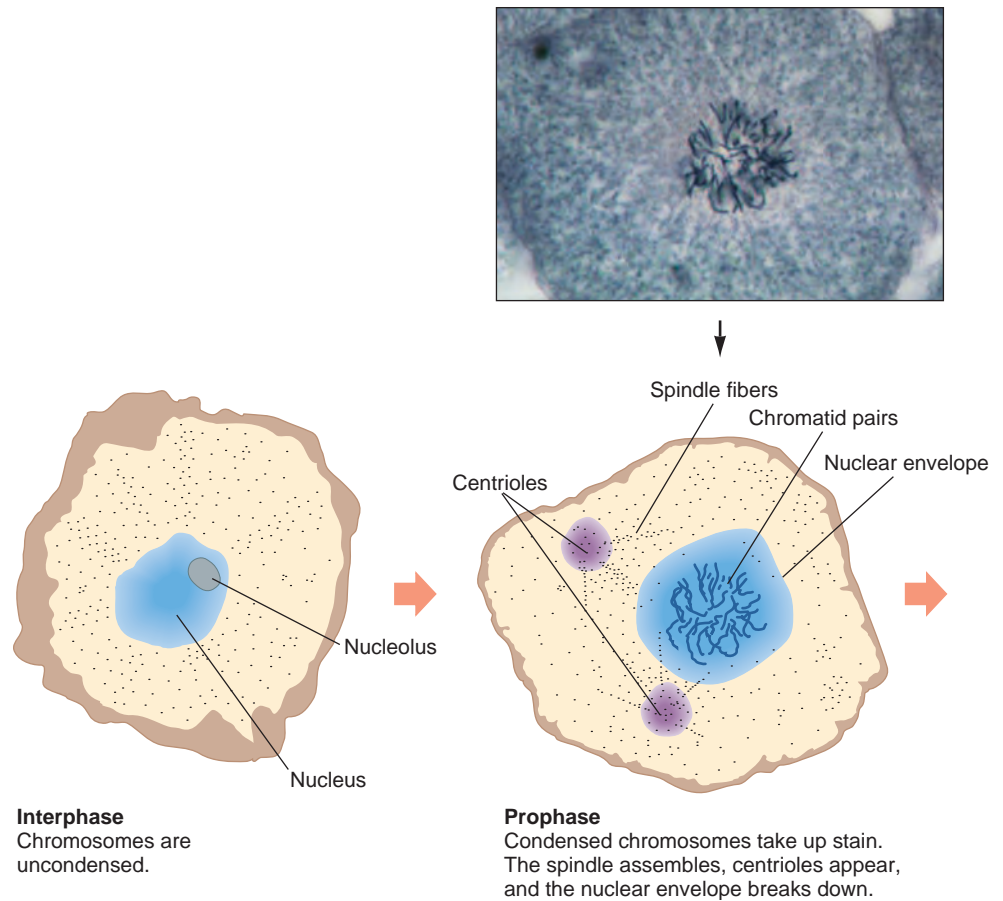 Spindle fibers
Chromatid pairs
Nuclear envelope
Centrioles
Nucleolus
Nucleus
Interphase
Chromosomes are
uncondensed.
Prophase
Condensed chromosomes take up stain.
The spindle assembles, centrioles appear,
and the nuclear envelope breaks down.